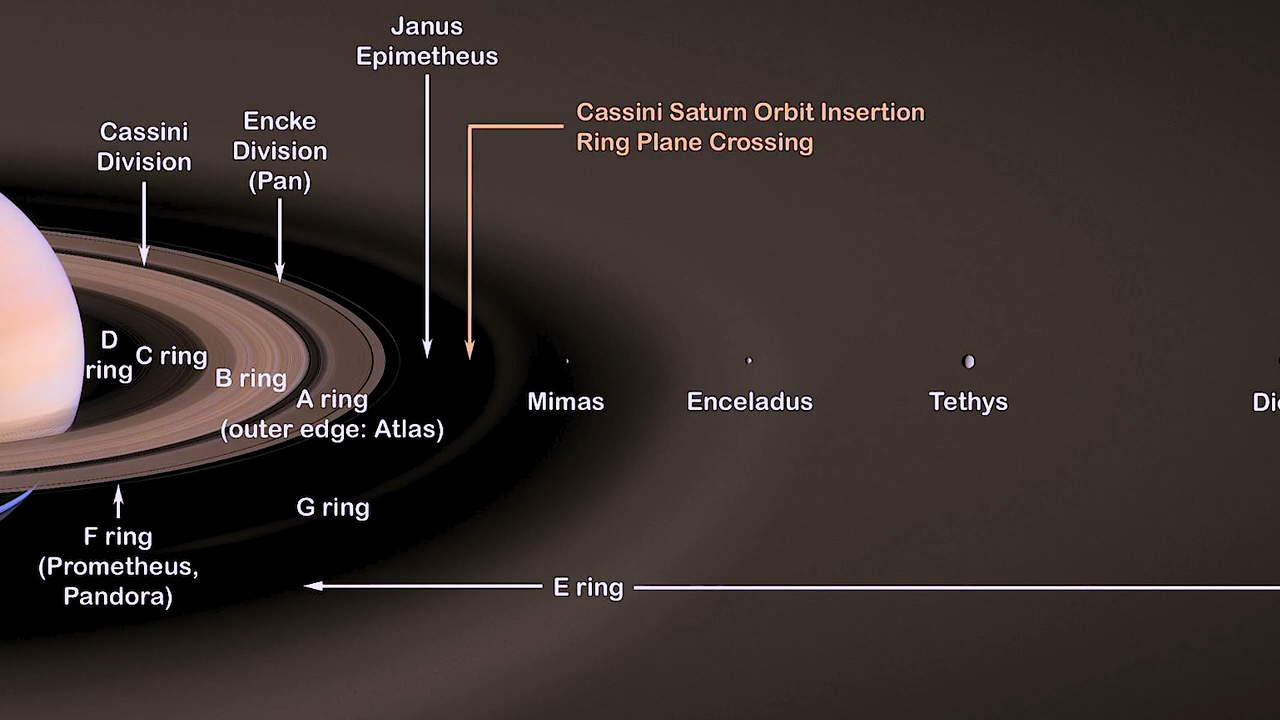 Janus
Epimetheus
Cassini Saturn Orbit Insertion
Ring Plane Crossing
Encke
Division
(Pan)
Cassini
Division
D
ring
C ring
B ring
A ring
(outer edge: Atlas)
Mimas
Enceladus
Tethys
G ring
F ring
(Prometheus,
Pandora)
E ring